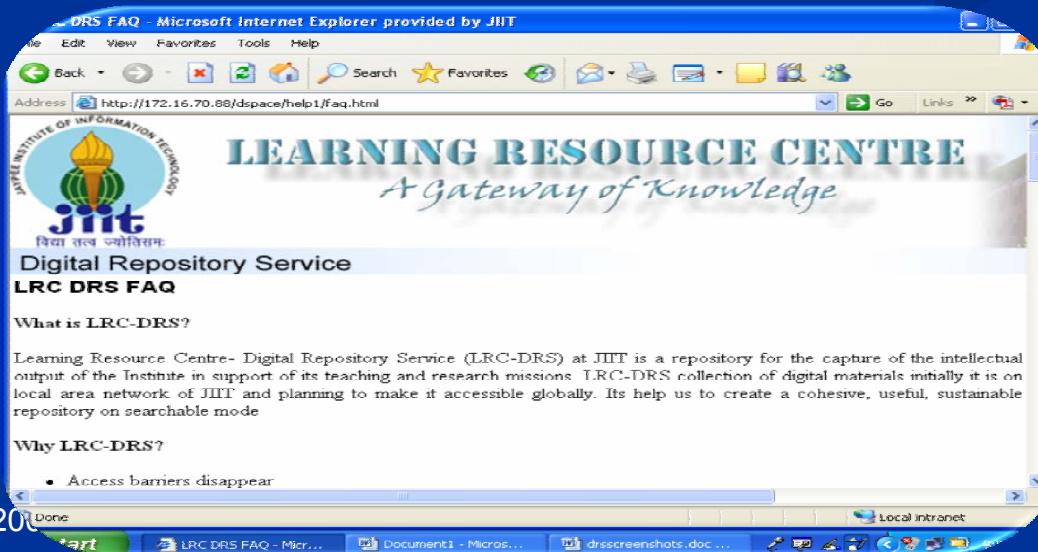 DRS FAQ - Microsoft Internet Explorer provided by JIIT
Edit View Favorites Tools Help
Back Search Favorites
Address http://172.16.70.88/dspace/help1/faq.html Go Links »
JAYPEE INSTITUTE OF INFORMATION TECHNOLOGY
jiit
विद्या तत्व ज्योतिसमः
LEARNING RESOURCE CENTRE
A Gateway of Knowledge
Digital Repository Service
LRC DRS FAQ
What is LRC-DRS?
Learning Resource Centre- Digital Repository Service (LRC-DRS) at JIIT is a repository for the capture of the intellectual
output of the Institute in support of its teaching and research missions. LRC-DRS collection of digital materials initially it is on
local area network of JIIT and planning to make it accessible globally. Its help us to create a cohesive, useful, sustainable
repository on searchable mode
Why LRC-DRS?
• Access barriers disappear
Done Local intranet
start LRC DRS FAQ - Micr... Document1 - Micros... drsscreenshots.doc ...